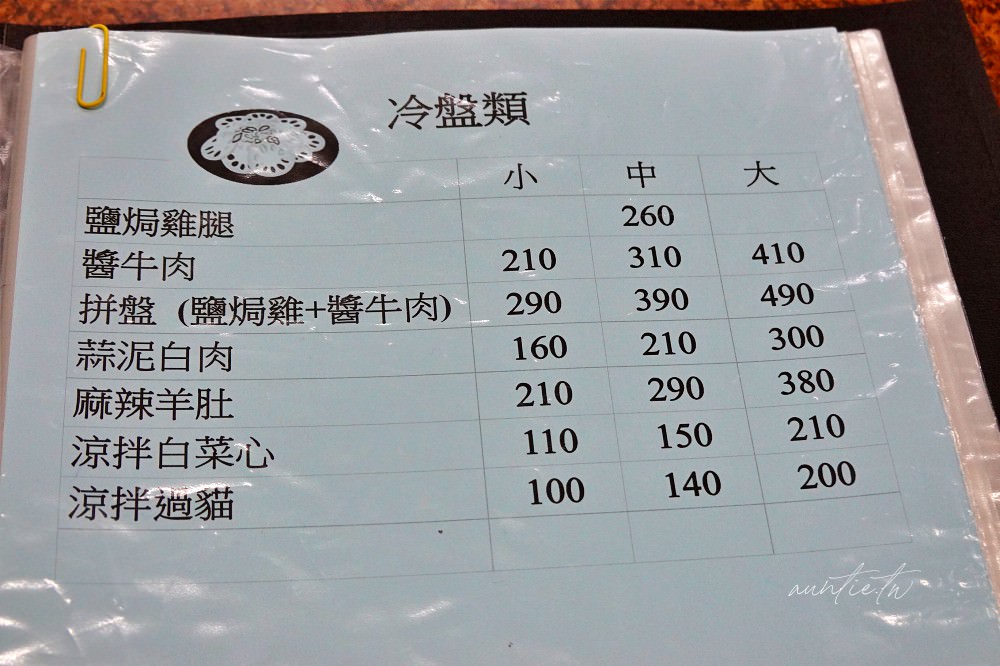 冷盤類
小 中 大
鹽焗雞腿 260
醬牛肉 210 310 410
拼盤 (鹽焗雞+醬牛肉) 290 390 490
蒜泥白肉 160 210 300
麻辣羊肚 210 290 380
涼拌白菜心 110 150 210
涼拌過貓 100 140 200
auntie.tw